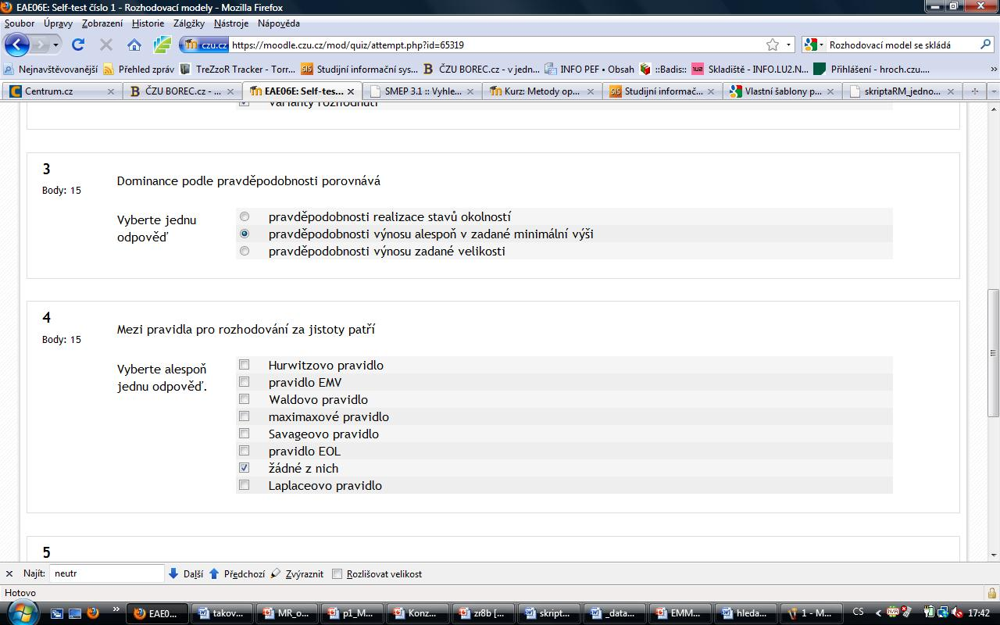 EAE06E: Self-test číslo 1 - Rozhodovací modely - Mozilla Firefox
Soubor Úpravy Zobrazení Historie Záložky Nástroje Nápověda
czu.cz https://moodle.czu.cz/mod/quiz/attempt.php?id=65319 Rozhodovací model se skládá
Nejnavštěvovanější Přehled zpráv TreZzoR Tracker - Torr... Studijní informační sys... ČZU BOREC.cz - v jedn... INFO PEF • Obsah ::Badis:: Skladiště - INFO.LU2.N... Přihlášení - hroch.czu....
Centrum.cz ČZU BOREC.cz - ... EAE06E: Self-tes... SMEP 3.1 :: Vyhle... Kurz: Metody op... Studijní informač... Vlastní šablony p... skriptaRM_jedno...
Varianty rozhodnutí
3
Body: 15
Dominance podle pravděpodobnosti porovnává
Vyberte jednu
odpověď
pravděpodobnosti realizace stavů okolností
pravděpodobnosti výnosu alespoň v zadané minimální výši
pravděpodobnosti výnosu zadané velikosti
4
Body: 15
Mezi pravidla pro rozhodování za jistoty patří
Vyberte alespoň
jednu odpověď.
Hurwitzovo pravidlo
pravidlo EMV
Waldovo pravidlo
maximaxové pravidlo
Savageovo pravidlo
pravidlo EOL
žádné z nich
Laplaceovo pravidlo
5
Najít: neutr Další Předchozí Zvýraznit Rozlišovat velikost
Hotovo
EAE0... takov... MR_o... p1_M... Konz... zr8b [... skript... _data... EMM... hleda... 1 - M... CS 17:42